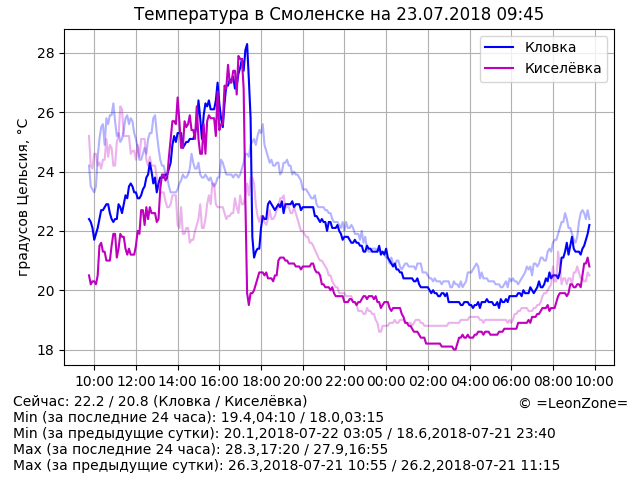 Температура в Смоленске на 23.07.2018 09:45
Кловка
Киселёвка
градусов Цельсия, °C
28
26
24
22
20
18
10:00 12:00 14:00 16:00 18:00 20:00 22:00 00:00 02:00 04:00 06:00 08:00 10:00
Сейчас: 22.2 / 20.8 (Кловка / Киселёвка)
© =LeonZone=
Min (за последние 24 часа): 19.4,04:10 / 18.0,03:15
Min (за предыдущие сутки): 20.1,2018-07-22 03:05 / 18.6,2018-07-21 23:40
Max (за последние 24 часа): 28.3,17:20 / 27.9,16:55
Max (за предыдущие сутки): 26.3,2018-07-21 10:55 / 26.2,2018-07-21 11:15